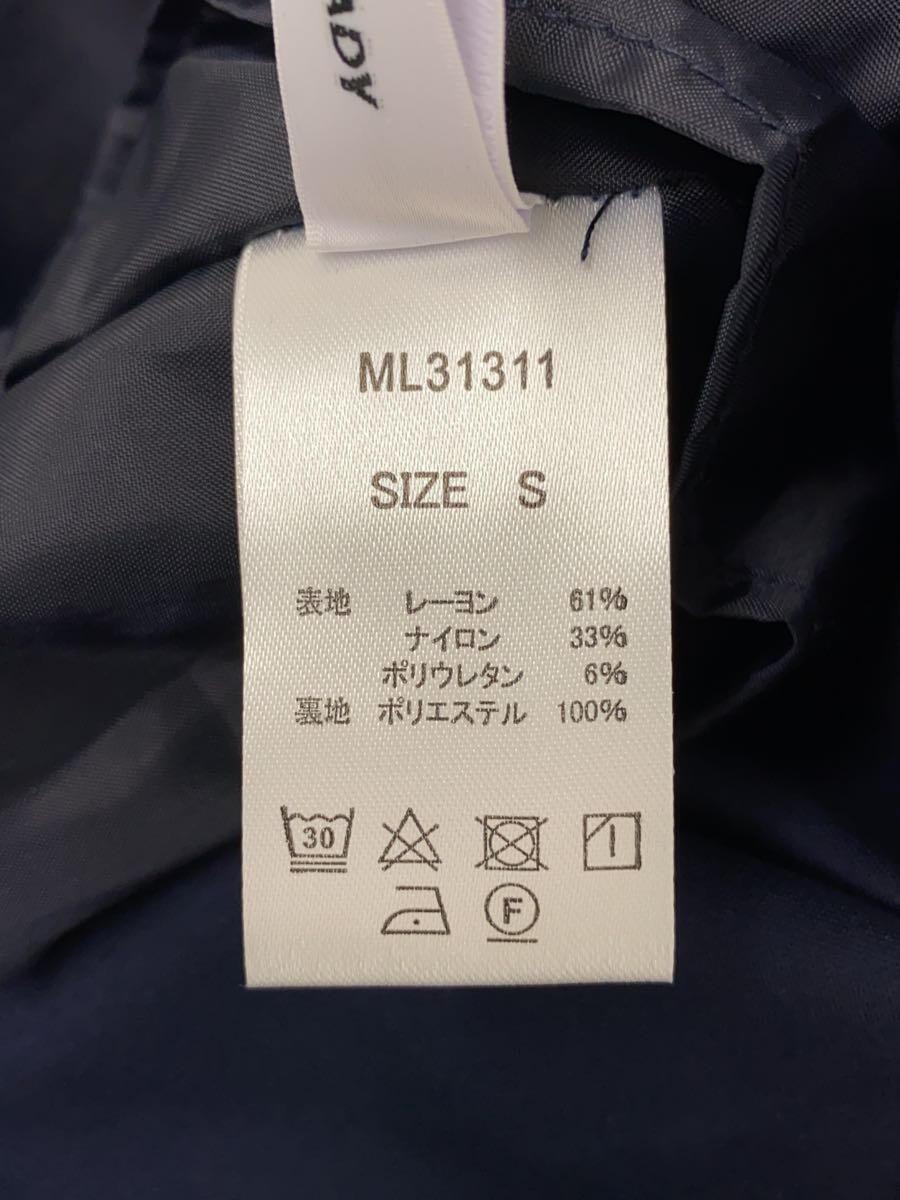 ADY
ML31311
SIZE S
表地 レーヨン 61%
ナイロン 33%
ポリウレタン 6%
裏地 ポリエステル 100%
30
F